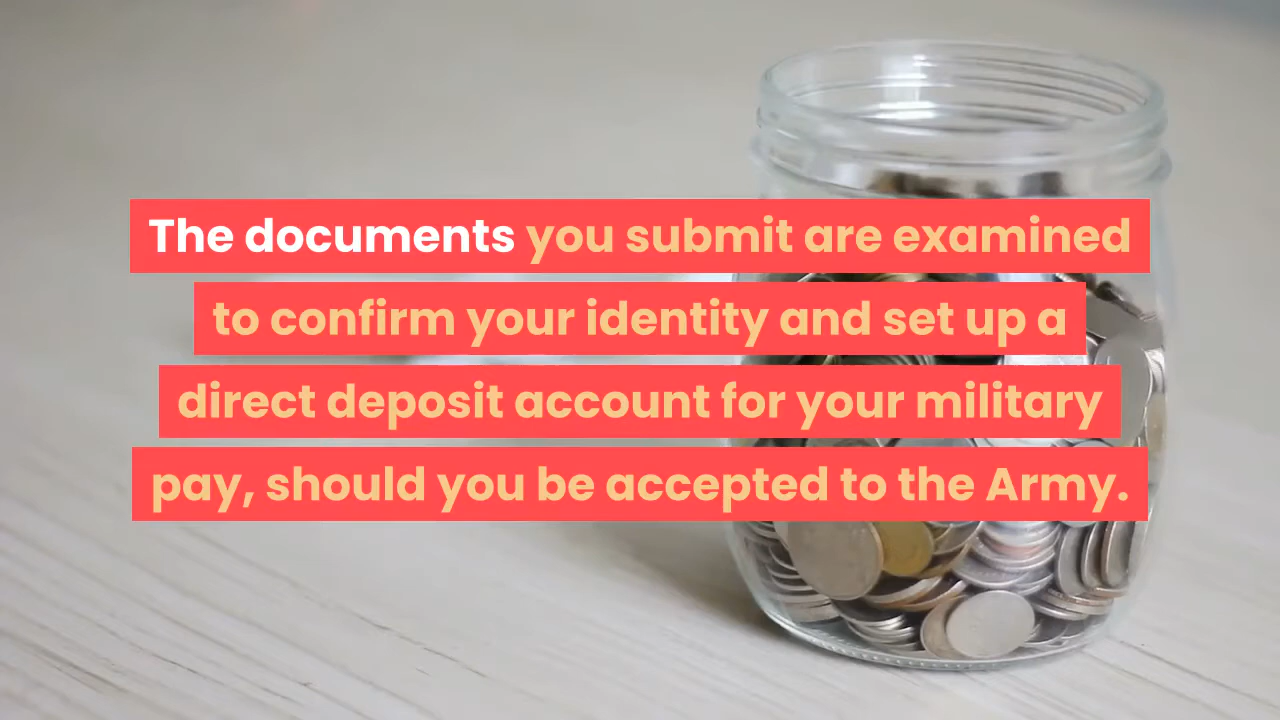 The documents you submit are examined
to confirm your identity and set up a
direct deposit account for your military
pay, should you be accepted to the Army.